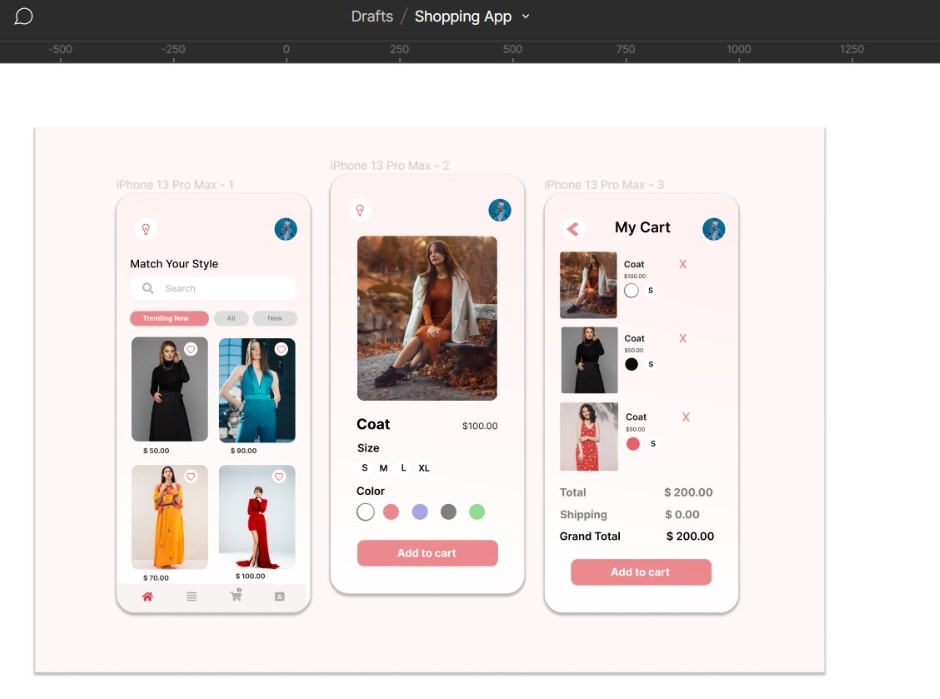 Drafts / Shopping App
-500 -250 0 250 500 750 1000 1250
iPhone 13 Pro Max - 1
Match Your Style
Search
Trending Now All New
$ 50.00 $ 90.00
$ 70.00 $ 100.00
iPhone 13 Pro Max - 2
Coat $100.00
Size
S M L XL
Color
Add to cart
iPhone 13 Pro Max - 3
My Cart
Coat X
$100.00
S
Coat X
$50.00
S
Coat X
$50.00
S
Total $ 200.00
Shipping $ 0.00
Grand Total $ 200.00
Add to cart